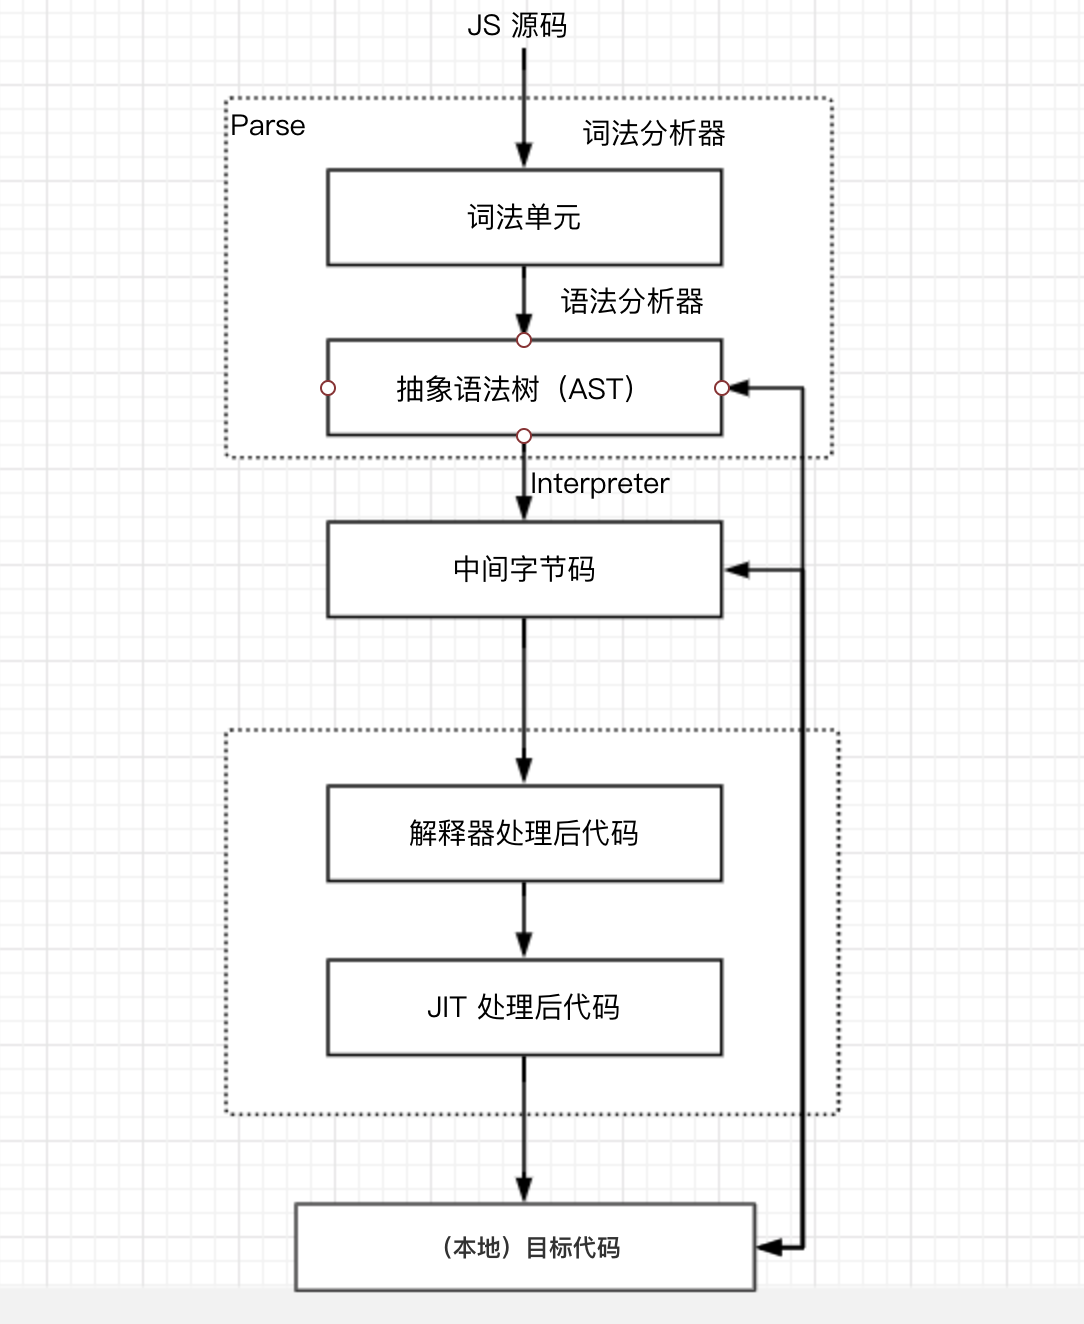 JS 源码
Parse
词法分析器
词法单元
语法分析器
抽象语法树（AST）
Interpreter
中间字节码
解释器处理后代码
JIT 处理后代码
（本地）目标代码